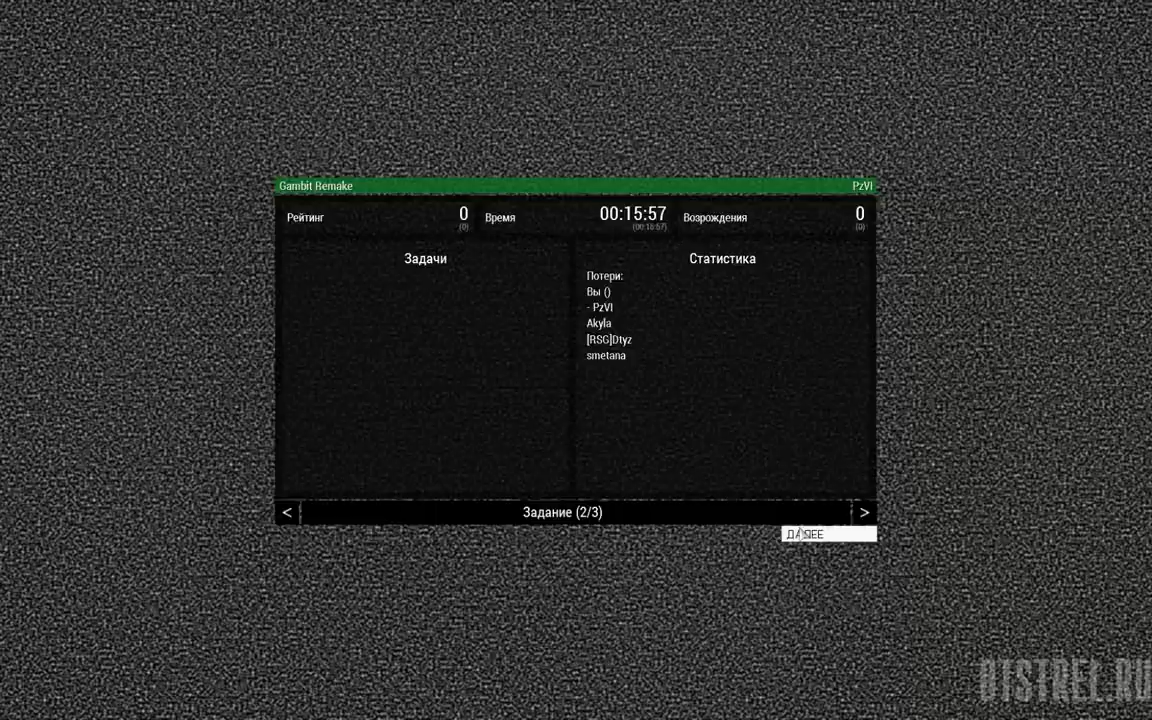 Gambit Remake PzVI
Рейтинг 0 Время 00:15:57 Возрождения 0
(0) (00:15:57) (0)
Задачи Статистика
Потери:
Вы ()
- PzVI
Akyla
[RSG]Dtyz
smetana
< Задание (2/3) >
ДАЛЕЕ
OTSTREL.RU